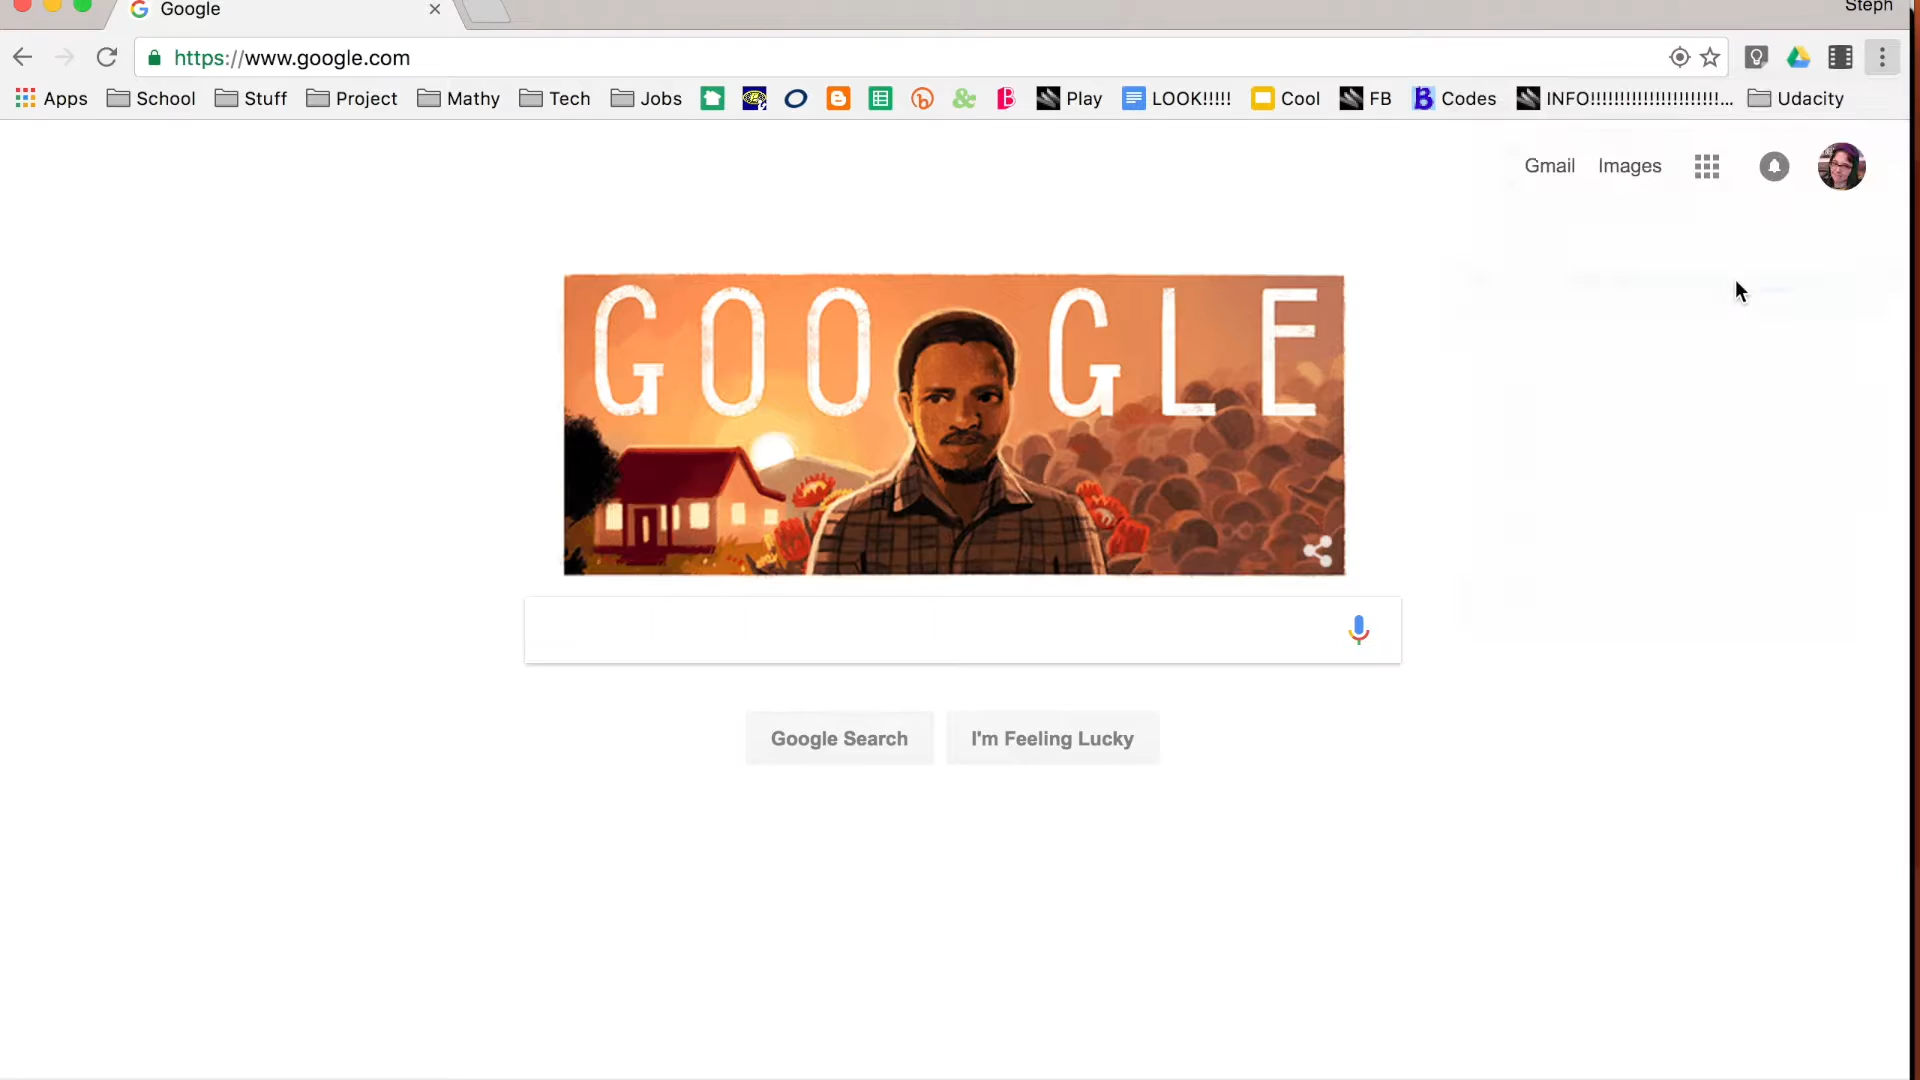 Google
Steph
https://www.google.com
Apps School Stuff Project Mathy Tech Jobs Play LOOK!!!!! Cool FB Codes INFO!!!!!!!!!!!!!!!!!!!!!!... Udacity
Gmail Images
GOOGLE
Google Search I'm Feeling Lucky